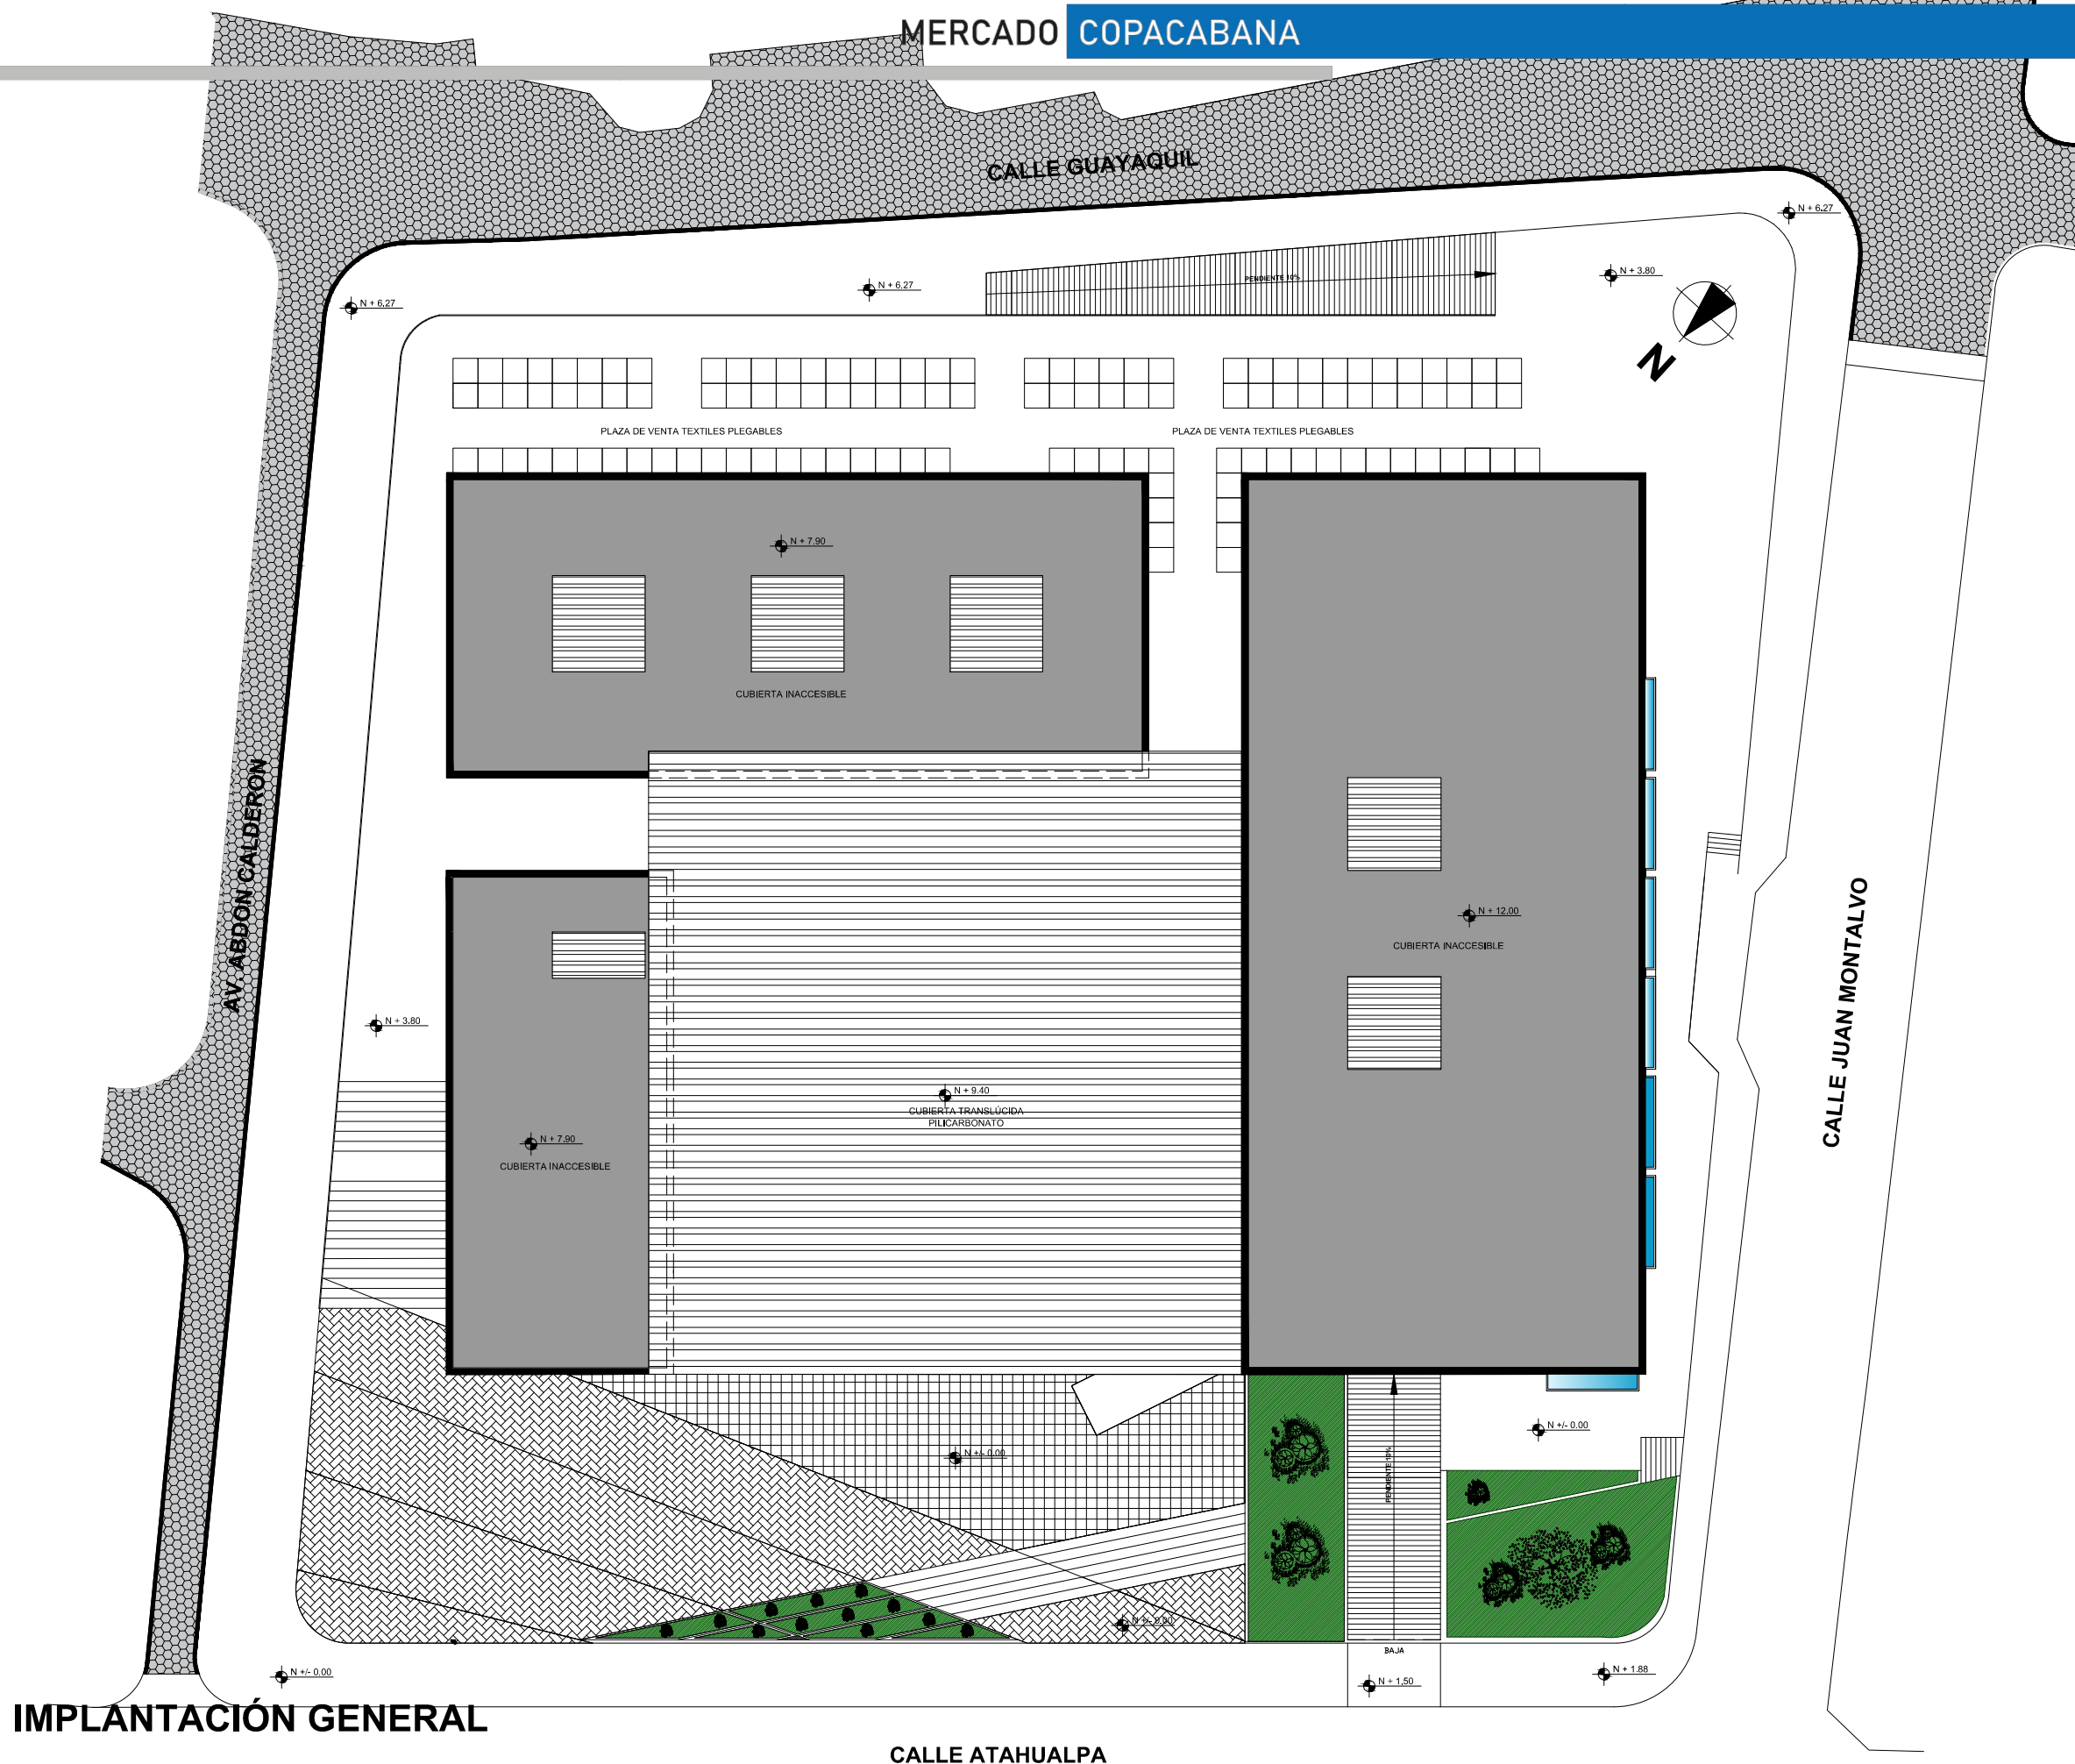 MERCADO COPACABANA
CALLE GUAYAQUIL
N + 6.27
N + 3.80
N + 6.27
N + 6.27
PENDIENTE 10%
N
PLAZA DE VENTA TEXTILES PLEGABLES
PLAZA DE VENTA TEXTILES PLEGABLES
N + 7.90
CUBIERTA INACCESIBLE
AV. ABDON CALDERON
N + 12.00
CUBIERTA INACCESIBLE
CALLE JUAN MONTALVO
N + 3.80
N + 9.40
CUBIERTA TRANSLÚCIDA
PILICARBONATO
N + 7.90
CUBIERTA INACCESIBLE
N +/- 0.00
N +/- 0.00
PENDIENTE 10%
N +/- 0.00
BAJA
N +/- 0.00
N + 1.50
N + 1.88
IMPLANTACIÓN GENERAL
CALLE ATAHUALPA